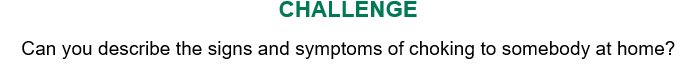 CHALLENGE
Can you describe the signs and symptoms of choking to somebody at home?